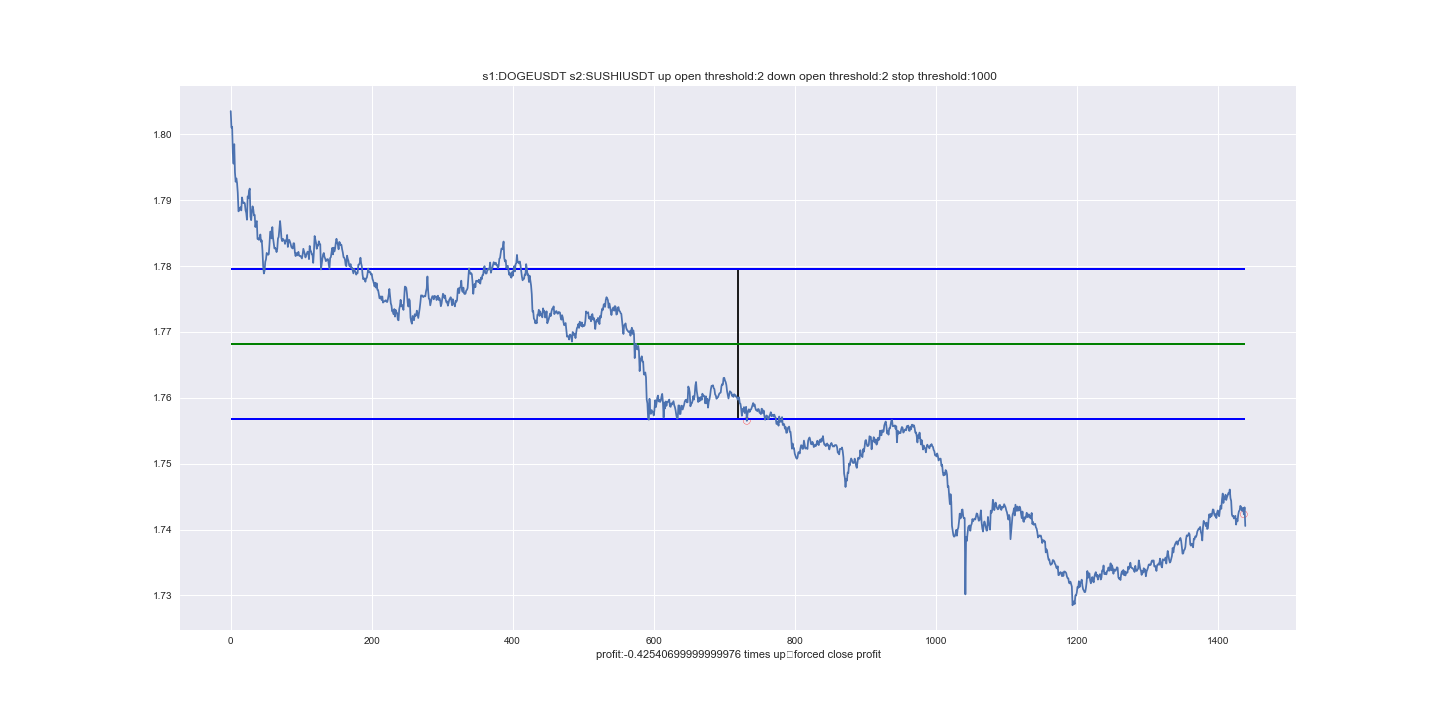 s1:DOGEUSDT s2:SUSHIUSDT up open threshold:2 down open threshold:2 stop threshold:1000
1.80
1.79
1.78
1.77
1.76
1.75
1.74
1.73
0 200 400 600 800 1000 1200 1400
profit:-0.42540699999999976 times up□forced close profit